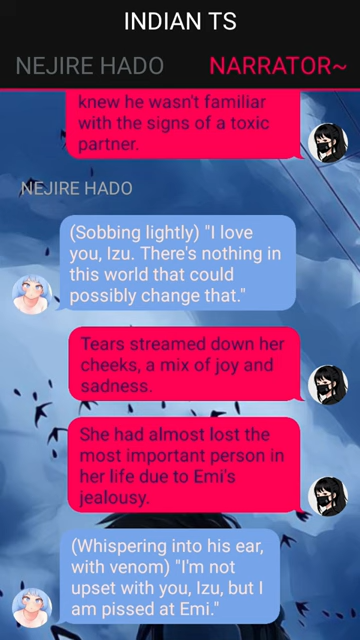 INDIAN TS
NEJIRE HADO
NARRATOR~
knew he wasn't familiar
with the signs of a toxic
partner.
NEJIRE HADO
(Sobbing lightly) "I love
you, Izu. There's nothing in
this world that could
possibly change that."
Tears streamed down her
cheeks, a mix of joy and
sadness.
She had almost lost the
most important person in
her life due to Emi's
jealousy.
(Whispering into his ear,
with venom) "I'm not
upset with you, Izu, but I
am pissed at Emi."